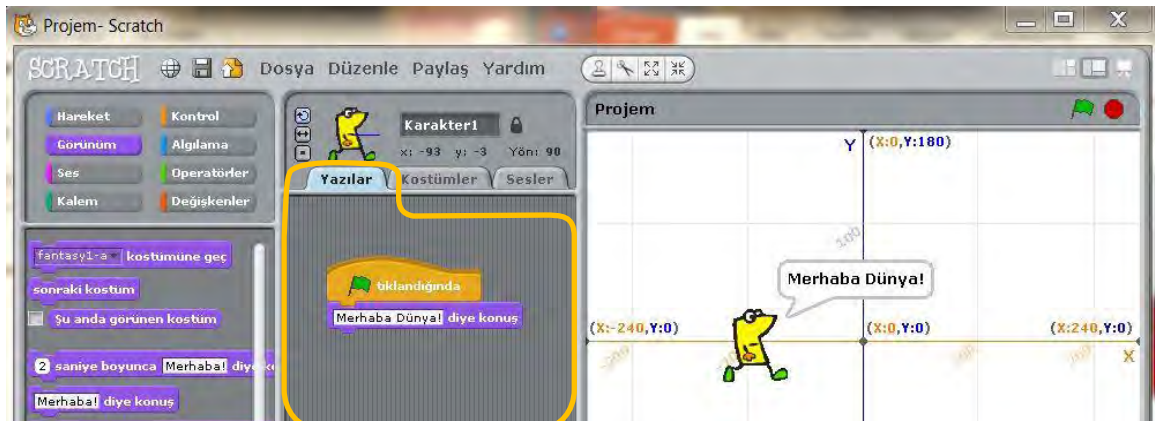 Projem- Scratch
SCRATCH Dosya Düzenle Paylaş Yardım
Hareket Kontrol
Görünüm Algılama
Ses Operatörler
Kalem Değişkenler
Karakter1
x: -93 y: -3 Yön: 90
Yazılar Kostümler Sesler
fantasy1-a kostümüne geç
sonraki kostüm
Şu anda görünen kostüm
2 saniye boyunca Merhaba! diye
Merhaba! diye konuş
tıklandığında
Merhaba Dünya! diye konuş
Projem
Y (X:0,Y:180)
100
Merhaba Dünya!
(X:-240,Y:0) (X:0,Y:0) (X:240,Y:0)
X
-200 100 200